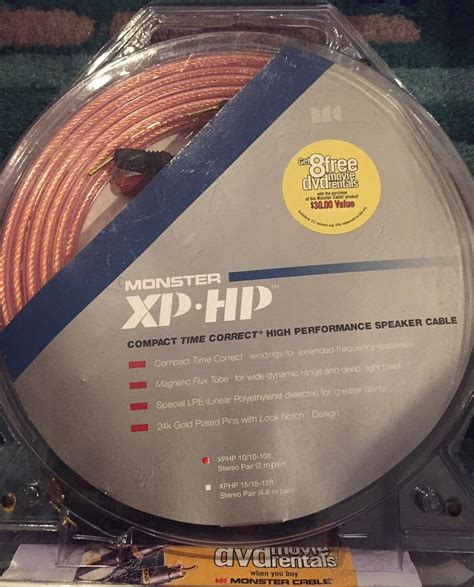 MC
Get 8 free
dvd movie
rentals
with the purchase
of this Monster Cable product
$30.00 Value
MONSTER
XP·HP™
COMPACT TIME CORRECT® HIGH PERFORMANCE SPEAKER CABLE
Compact Time Correct® windings for extended frequency response
Magnetic Flux Tube® for wide dynamic range and deep, tight bass
Special LPE (Linear Polyethylene) dielectric for greater clarity
24k Gold Plated Pins with Lock Notch™ Design
XPHP 10/10-10ft.
Stereo Pair (3 m pair)
XPHP 15/15-15ft.
Stereo Pair (4.6 m pair)
dvd movie
rentals
when you buy
MONSTER CABLE